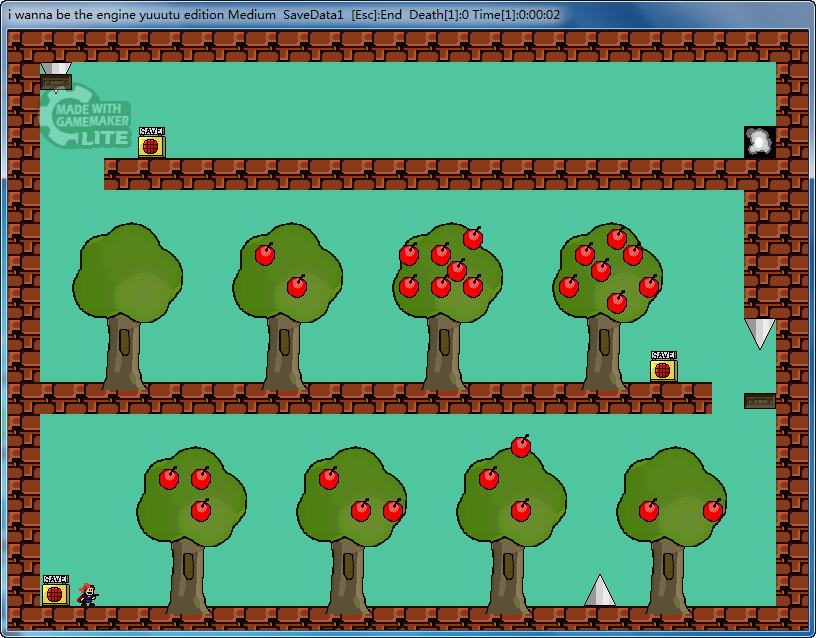 i wanna be the engine yuuutu edition Medium  SaveData1  [Esc]:End  Death[1]:0 Time[1]:0:00:02
MADE WITH
GAMEMAKER
LITE
SAVE!
SAVE!
SAVE!